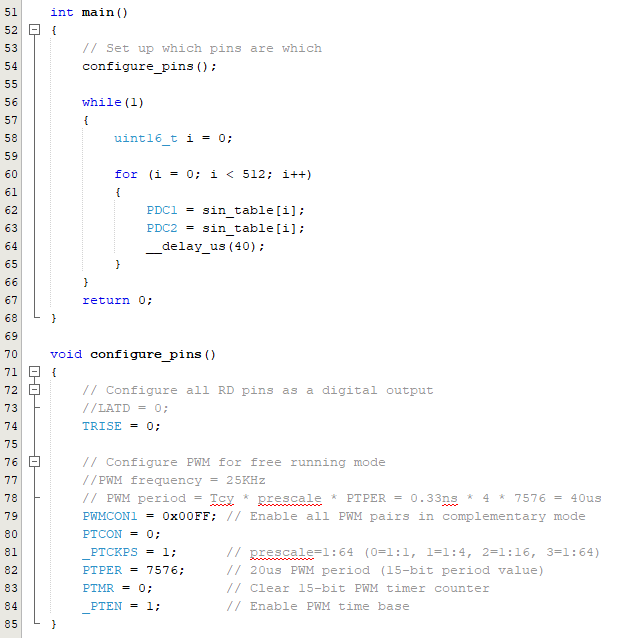 51 int main()
52 {
53 // Set up which pins are which
54 configure_pins();
55
56 while(1)
57 {
58 uint16_t i = 0;
59
60 for (i = 0; i < 512; i++)
61 {
62 PDC1 = sin_table[i];
63 PDC2 = sin_table[i];
64 __delay_us(40);
65 }
66 }
67 return 0;
68 }
69
70 void configure_pins()
71 {
72 // Configure all RD pins as a digital output
73 //LATD = 0;
74 TRISE = 0;
75
76 // Configure PWM for free running mode
77 //PWM frequency = 25KHz
78 // PWM period = Tcy * prescale * PTPER = 0.33ns * 4 * 7576 = 40us
79 PWMCON1 = 0x00FF; // Enable all PWM pairs in complementary mode
80 PTCON = 0;
81 _PTCKPS = 1; // prescale=1:64 (0=1:1, 1=1:4, 2=1:16, 3=1:64)
82 PTPER = 7576; // 20us PWM period (15-bit period value)
83 PTMR = 0; // Clear 15-bit PWM timer counter
84 _PTEN = 1; // Enable PWM time base
85 }